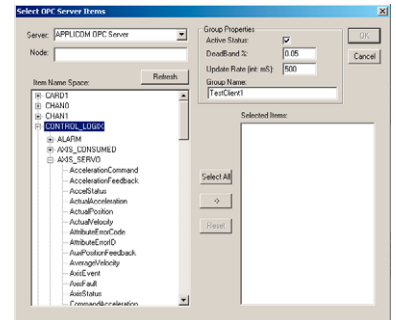 Select OPC Server Items
Server: APPLICOM OPC Server
Node:
Item Name Space:
Refresh
CARD1
CHAN0
CHAN1
CONTROL_LOGIX
ALARM
AXIS_CONSUMED
AXIS_SERVO
AccelerationCommand
AccelerationFeedback
AccelStatus
ActualAcceleration
ActualPosition
ActualVelocity
AttributeErrorCode
AttributeErrorID
AuxPositionFeedback
AverageVelocity
AxisEvent
AxisFault
AxisStatus
CommandAcceleration
Group Properties
Active Status:
DeadBand %: 0.05
Update Rate (int: mS): 500
Group Name:
TestClient1
OK
Cancel
Selected Items:
Select All
->
Reset